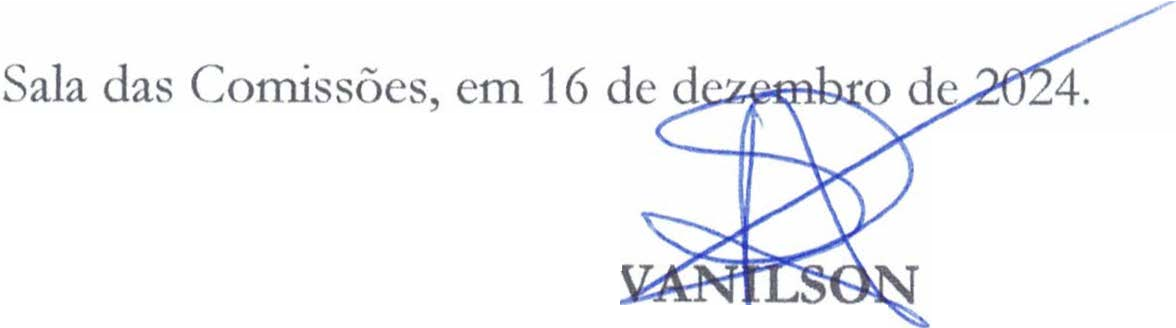 Sala das Comissões, em 16 de dezembro de 2024.
VANILSON